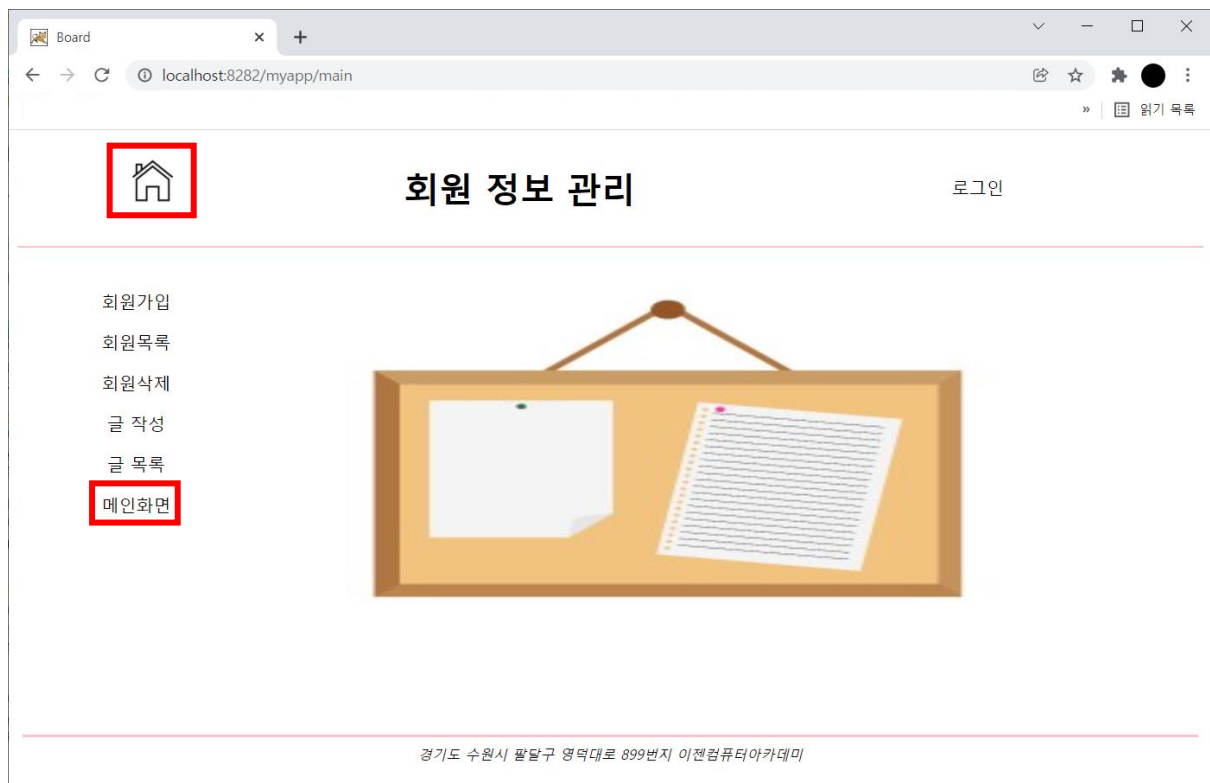 Board
localhost:8282/myapp/main
» 읽기 목록
회원 정보 관리
로그인
회원가입
회원목록
회원삭제
글 작성
글 목록
메인화면
경기도 수원시 팔달구 영덕대로 899번지 이젠컴퓨터아카데미